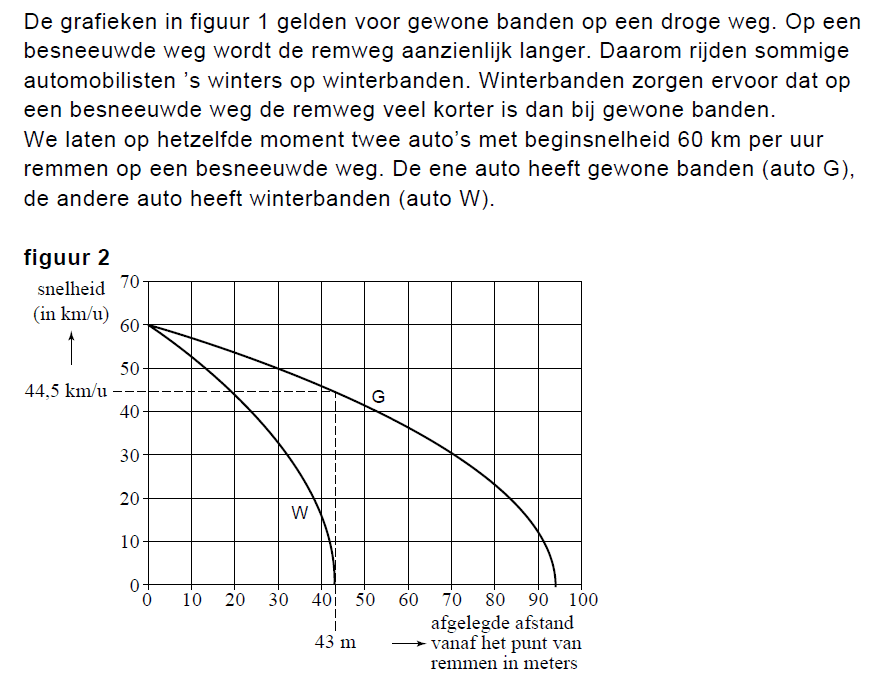 De grafieken in figuur 1 gelden voor gewone banden op een droge weg. Op een
besneeuwde weg wordt de remweg aanzienlijk langer. Daarom rijden sommige
automobilisten ’s winters op winterbanden. Winterbanden zorgen ervoor dat op
een besneeuwde weg de remweg veel korter is dan bij gewone banden.
We laten op hetzelfde moment twee auto’s met beginsnelheid 60 km per uur
remmen op een besneeuwde weg. De ene auto heeft gewone banden (auto G),
de andere auto heeft winterbanden (auto W).
figuur 2
snelheid
(in km/u)
70
60
50
44,5 km/u
40
30
20
10
0
G
W
0 10 20 30 40 50 60 70 80 90 100
43 m
afgelegde afstand
vanaf het punt van
remmen in meters